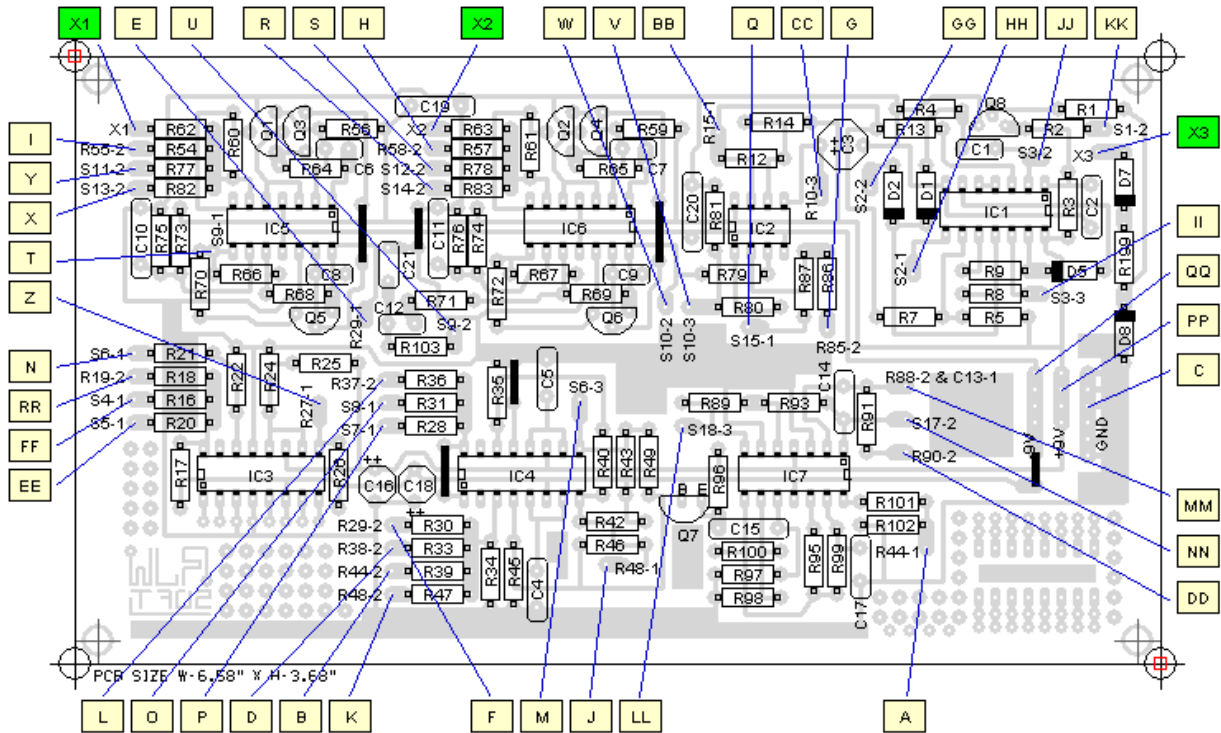 X1 E U R S H X2 W V BB Q CC G GG HH JJ KK
C19 Q8 R4 R1
X1 R62 R60 Q1 Q3 R56 X2 R63 R61 Q2 Q4 R59 R15-1 R14 C3 R13 R2 S1-2
I R55-2 R54 R58-2 R57 R12 C1 S3-2 X3 X3
Y S11-2 R77 R64 C6 S12-2 R78 R65 C7 D7
X S13-2 R82 S14-2 R83 C20 R81 R10-3 S2-2 D2 D1 R3 C2
C10 R75 R73 S9-1 IC5 C11 R76 R74 IC6 IC2 IC1 II
T C21
R70 R66 C8 R72 R67 C9 R79 R87 R86 S2-1 R9 D5 R199 QQ
Z R68 R71 R69 R80 R8 S3-3
Q5 R29-1 C12 S9-2 Q6 S10-2 S10-3 S15-1 R7 R5 D8 PP
R103 R85-2
N S6-1 R21 R22 R24 R25 R37-2 R36 R35 C5 C14 R88-2 & C13-1 C
RR R19-2 R18 R27-1 S8-1 R31 S6-3 R89 R93 R91
FF S4-1 R16 S7-1 R28 S18-3 S17-2 -9V +9V GND
EE S5-1 R20 R90-2
R17 IC3 R26 C16 C18 IC4 R40 R43 R49 R96 IC7
++ B E R101 MM
R29-2 R30 ++ R42 Q7 C15 R102
R38-2 R33 R34 R45 R46 R100 R95 R99 R44-1 NN
R44-2 R39 C4 R48-1 R97
R48-2 R47 R98 C17 DD
PCB SIZE W-6.58" X H-3.68"
L O P D B K F M J LL A